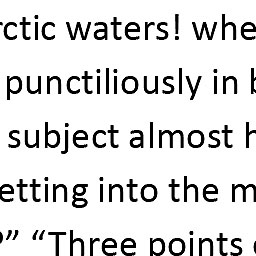 rctic waters! whe
punctiliously in b
subject almost h
etting into the m
?” “Three points